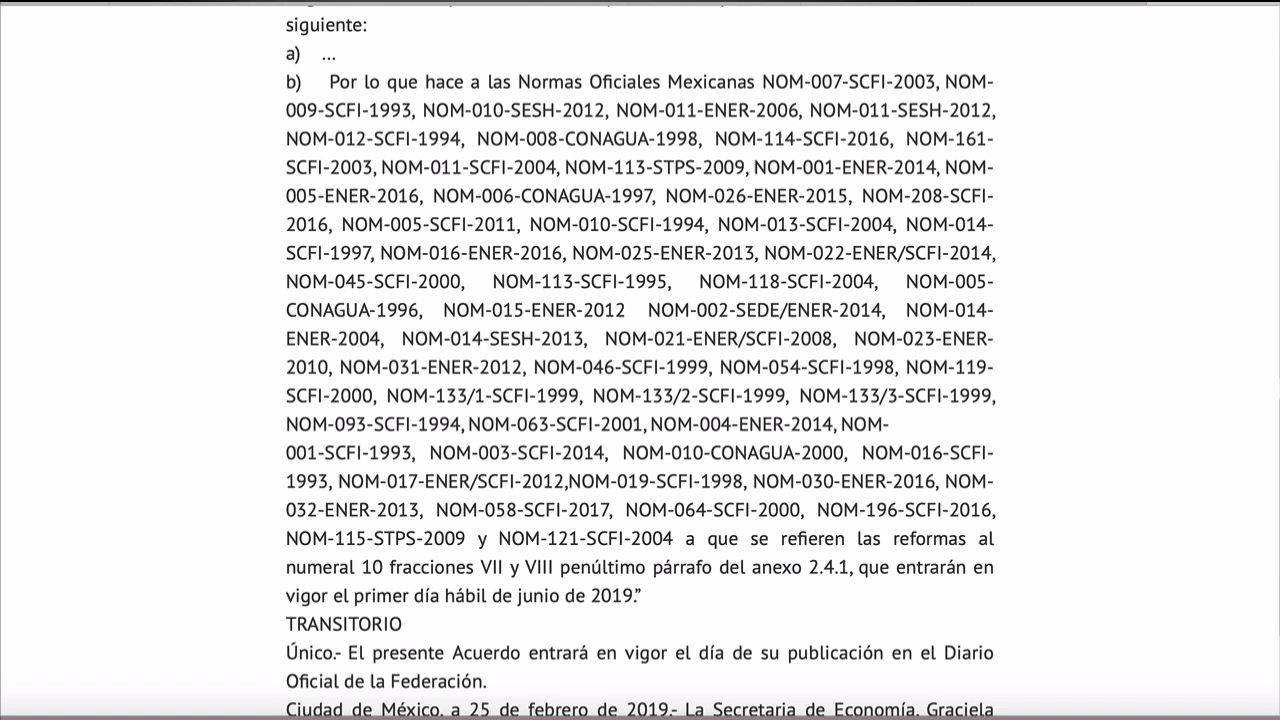 siguiente:
a) ...
b) Por lo que hace a las Normas Oficiales Mexicanas NOM-007-SCFI-2003, NOM-
009-SCFI-1993, NOM-010-SESH-2012, NOM-011-ENER-2006, NOM-011-SESH-2012,
NOM-012-SCFI-1994, NOM-008-CONAGUA-1998, NOM-114-SCFI-2016, NOM-161-
SCFI-2003, NOM-011-SCFI-2004, NOM-113-STPS-2009, NOM-001-ENER-2014, NOM-
005-ENER-2016, NOM-006-CONAGUA-1997, NOM-026-ENER-2015, NOM-208-SCFI-
2016, NOM-005-SCFI-2011, NOM-010-SCFI-1994, NOM-013-SCFI-2004, NOM-014-
SCFI-1997, NOM-016-ENER-2016, NOM-025-ENER-2013, NOM-022-ENER/SCFI-2014,
NOM-045-SCFI-2000, NOM-113-SCFI-1995, NOM-118-SCFI-2004, NOM-005-
CONAGUA-1996, NOM-015-ENER-2012 NOM-002-SEDE/ENER-2014, NOM-014-
ENER-2004, NOM-014-SESH-2013, NOM-021-ENER/SCFI-2008, NOM-023-ENER-
2010, NOM-031-ENER-2012, NOM-046-SCFI-1999, NOM-054-SCFI-1998, NOM-119-
SCFI-2000, NOM-133/1-SCFI-1999, NOM-133/2-SCFI-1999, NOM-133/3-SCFI-1999,
NOM-093-SCFI-1994, NOM-063-SCFI-2001, NOM-004-ENER-2014, NOM-
001-SCFI-1993, NOM-003-SCFI-2014, NOM-010-CONAGUA-2000, NOM-016-SCFI-
1993, NOM-017-ENER/SCFI-2012,NOM-019-SCFI-1998, NOM-030-ENER-2016, NOM-
032-ENER-2013, NOM-058-SCFI-2017, NOM-064-SCFI-2000, NOM-196-SCFI-2016,
NOM-115-STPS-2009 y NOM-121-SCFI-2004 a que se refieren las reformas al
numeral 10 fracciones VII y VIII penúltimo párrafo del anexo 2.4.1, que entrarán en
vigor el primer día hábil de junio de 2019.”
TRANSITORIO
Único.- El presente Acuerdo entrará en vigor el día de su publicación en el Diario
Oficial de la Federación.
Ciudad de México, a 25 de febrero de 2019.- La Secretaria de Economía, Graciela